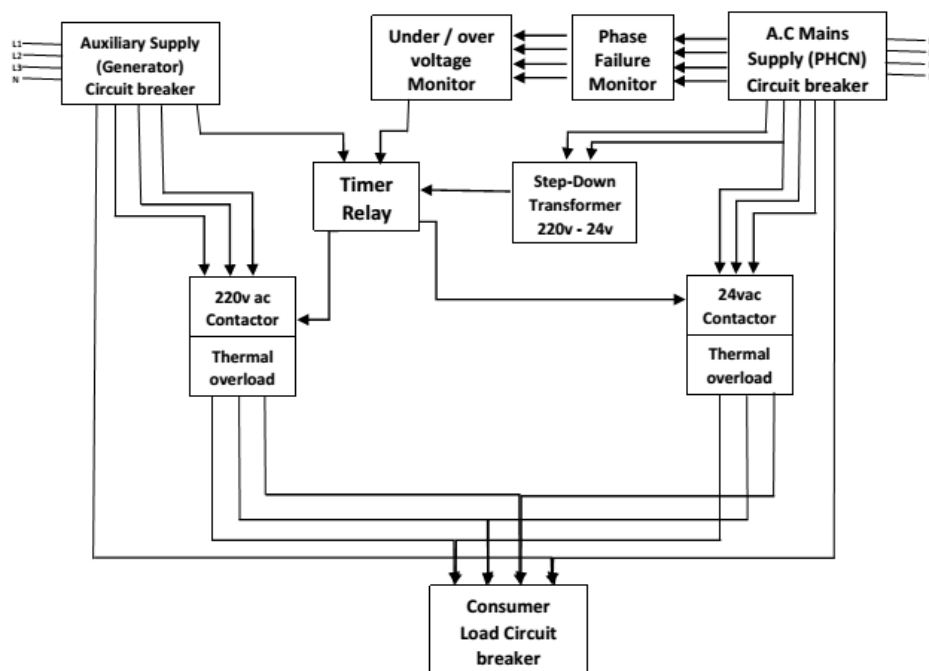 L1
L2
L3
N
Auxiliary Supply
(Generator)
Circuit breaker
Under / over
voltage
Monitor
Phase
Failure
Monitor
A.C Mains
Supply (PHCN)
Circuit breaker
Timer
Relay
Step-Down
Transformer
220v - 24v
220v ac
Contactor
Thermal
overload
24vac
Contactor
Thermal
overload
Consumer
Load Circuit
breaker